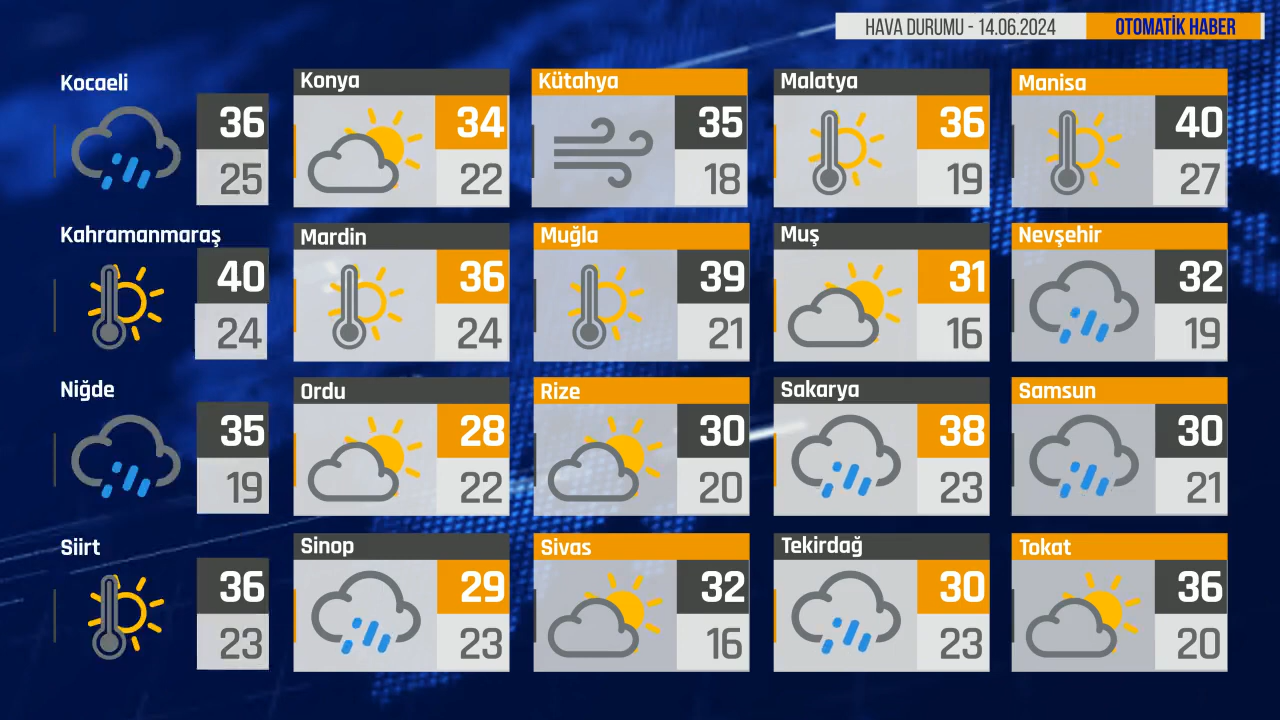 HAVA DURUMU - 14.06.2024 OTOMATİK HABER
Kocaeli
36
25
Konya
34
22
Kütahya
35
18
Malatya
36
19
Manisa
40
27
Kahramanmaraş
40
24
Mardin
36
24
Muğla
39
21
Muş
31
16
Nevşehir
32
19
Niğde
35
19
Ordu
28
22
Rize
30
20
Sakarya
38
23
Samsun
30
21
Siirt
36
23
Sinop
29
23
Sivas
32
16
Tekirdağ
30
23
Tokat
36
20